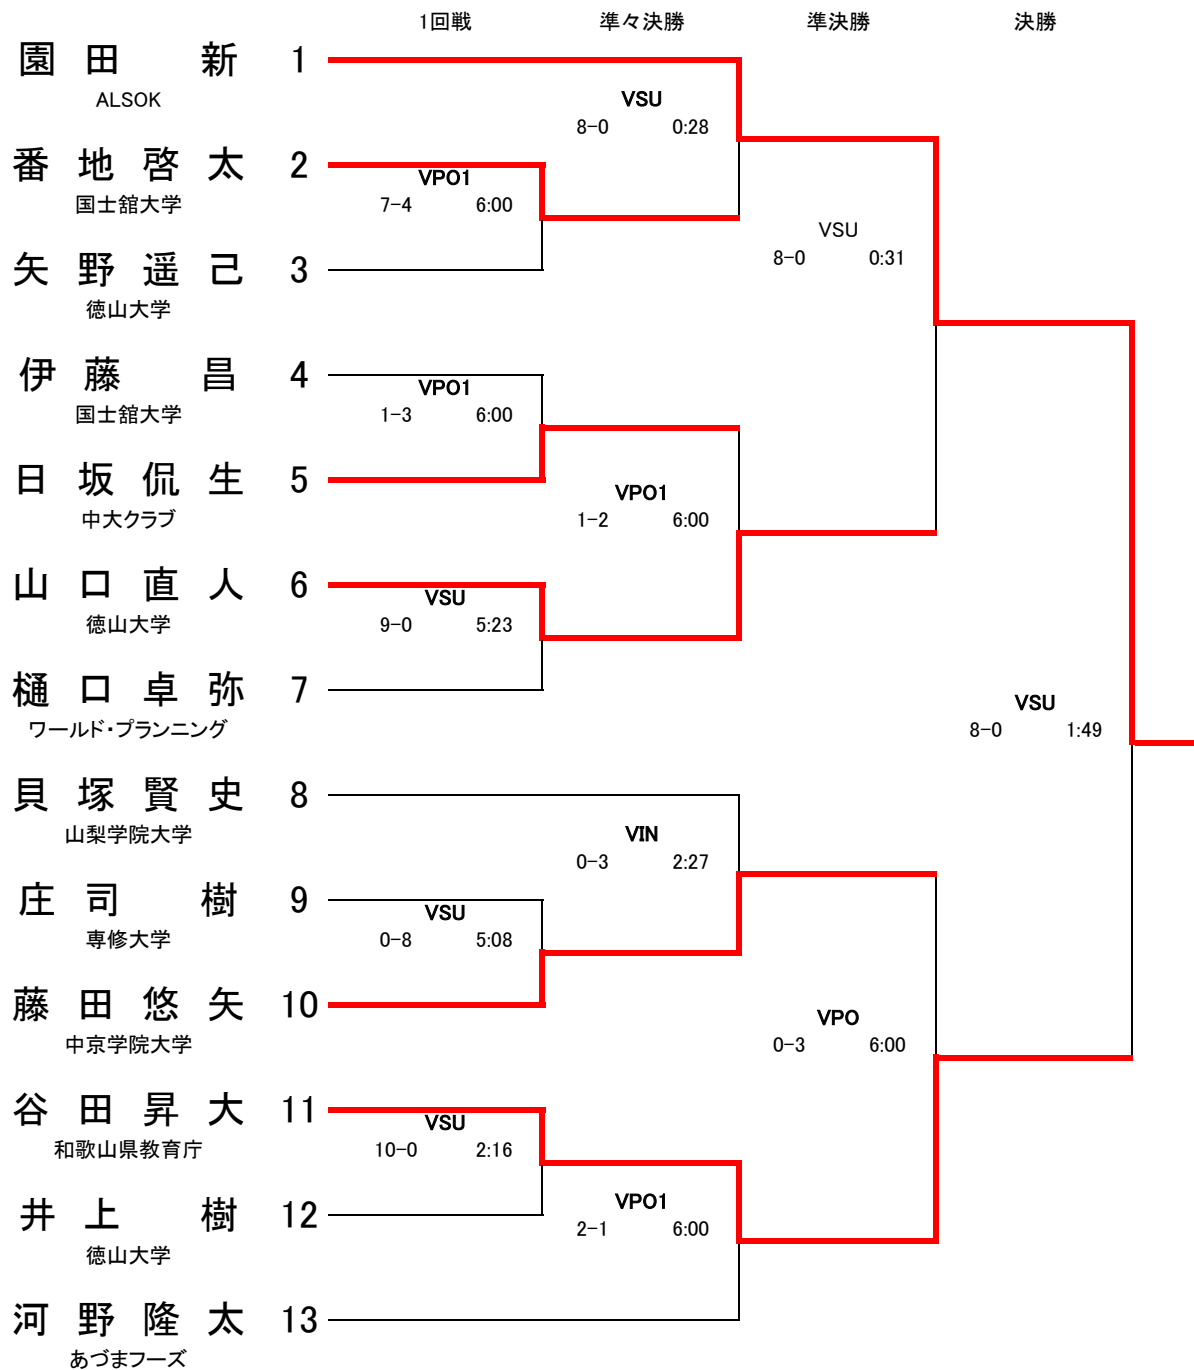 1回戦 準々決勝 準決勝 決勝
園田 新 1
ALSOK
VSU
8-0 0:28
番地啓太 2
国士舘大学
VPO1
7-4 6:00
矢野遥己 3
徳山大学
VSU
8-0 0:31
伊藤 昌 4
国士舘大学
VPO1
1-3 6:00
日坂侃生 5
中大クラブ
VPO1
1-2 6:00
山口直人 6
徳山大学
VSU
9-0 5:23
樋口卓弥 7
ワールド・プランニング
VSU
8-0 1:49
貝塚賢史 8
山梨学院大学
VIN
0-3 2:27
庄司 樹 9
専修大学
VSU
0-8 5:08
藤田悠矢 10
中京学院大学
VPO
0-3 6:00
谷田昇大 11
和歌山県教育庁
VSU
10-0 2:16
井上 樹 12
徳山大学
VPO1
2-1 6:00
河野隆太 13
あづまフーズ